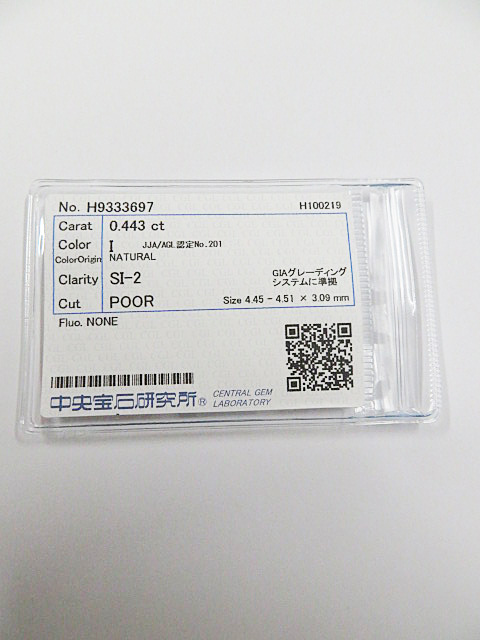 No. H9333697 H100219
Carat 0.443 ct
Color I JJA/AGL認定No.201
ColorOrigin NATURAL
Clarity SI-2 GIAグレーディング
システムに準拠
Cut POOR Size 4.45 - 4.51 × 3.09 mm
Fluo. NONE
中央宝石研究所® CENTRAL GEM
LABORATORY